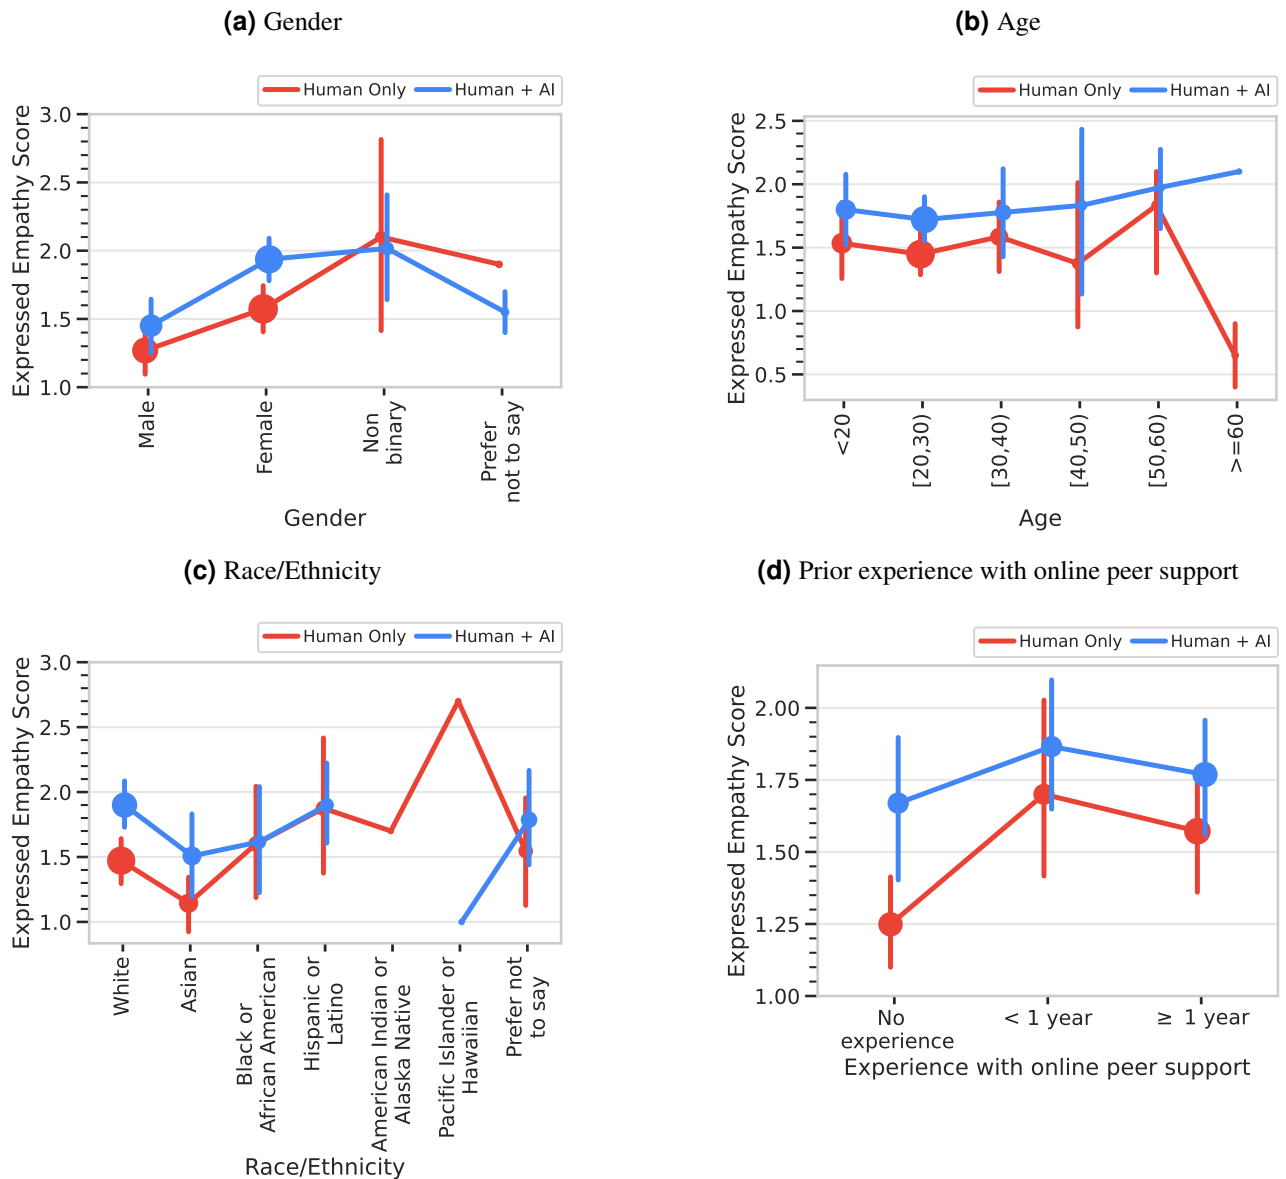 (a) Gender
Human Only
Human + AI
Expressed Empathy Score
3.0
2.5
2.0
1.5
1.0
Male
Female
Non
binary
Prefer
not to say
Gender
(b) Age
Human Only
Human + AI
Expressed Empathy Score
2.5
2.0
1.5
1.0
0.5
<20
[20,30)
[30,40)
[40,50)
[50,60)
>=60
Age
(c) Race/Ethnicity
Human Only
Human + AI
Expressed Empathy Score
3.0
2.5
2.0
1.5
1.0
White
Asian
Black or
African American
Hispanic or
Latino
American Indian or
Alaska Native
Pacific Islander or
Hawaiian
Prefer not
to say
Race/Ethnicity
(d) Prior experience with online peer support
Human Only
Human + AI
Expressed Empathy Score
2.00
1.75
1.50
1.25
1.00
No
experience
< 1 year
≥ 1 year
Experience with online peer support